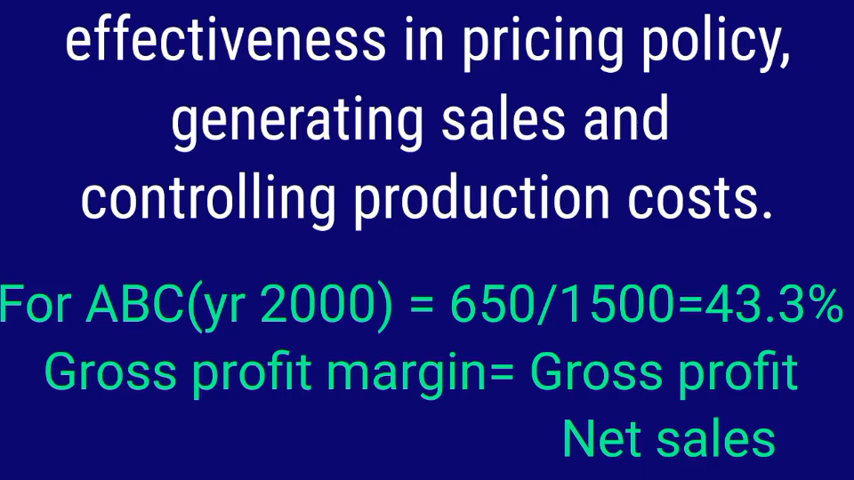 effectiveness in pricing policy,
generating sales and
controlling production costs.
For ABC(yr 2000) = 650/1500=43.3%
Gross profit margin= Gross profit
Net sales